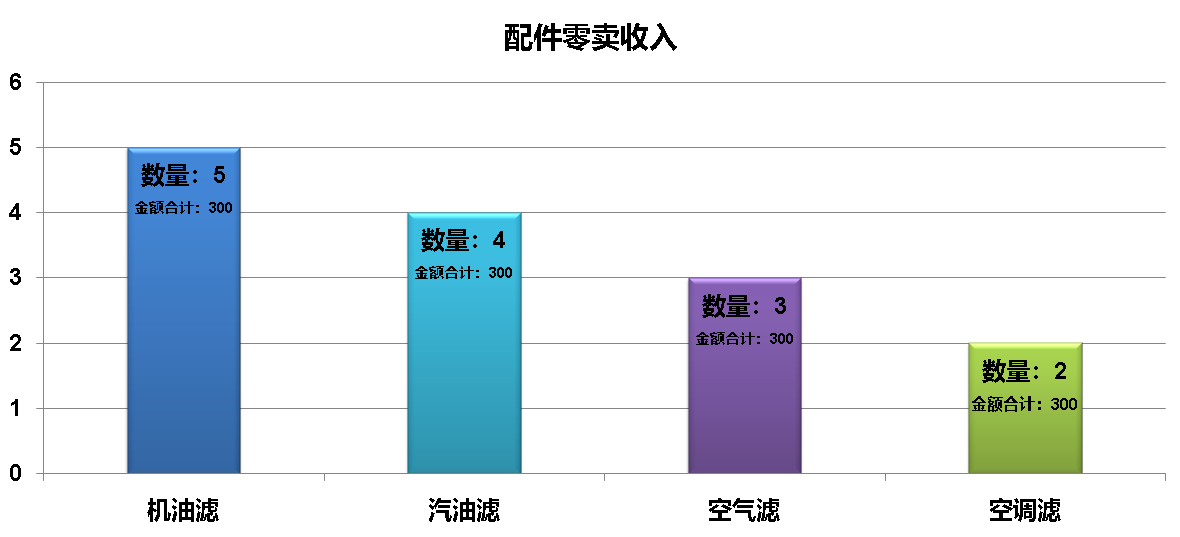 配件零卖收入
6
5
4
3
2
1
0
数量：5
金额合计：300
数量：4
金额合计：300
数量：3
金额合计：300
数量：2
金额合计：300
机油滤
汽油滤
空气滤
空调滤